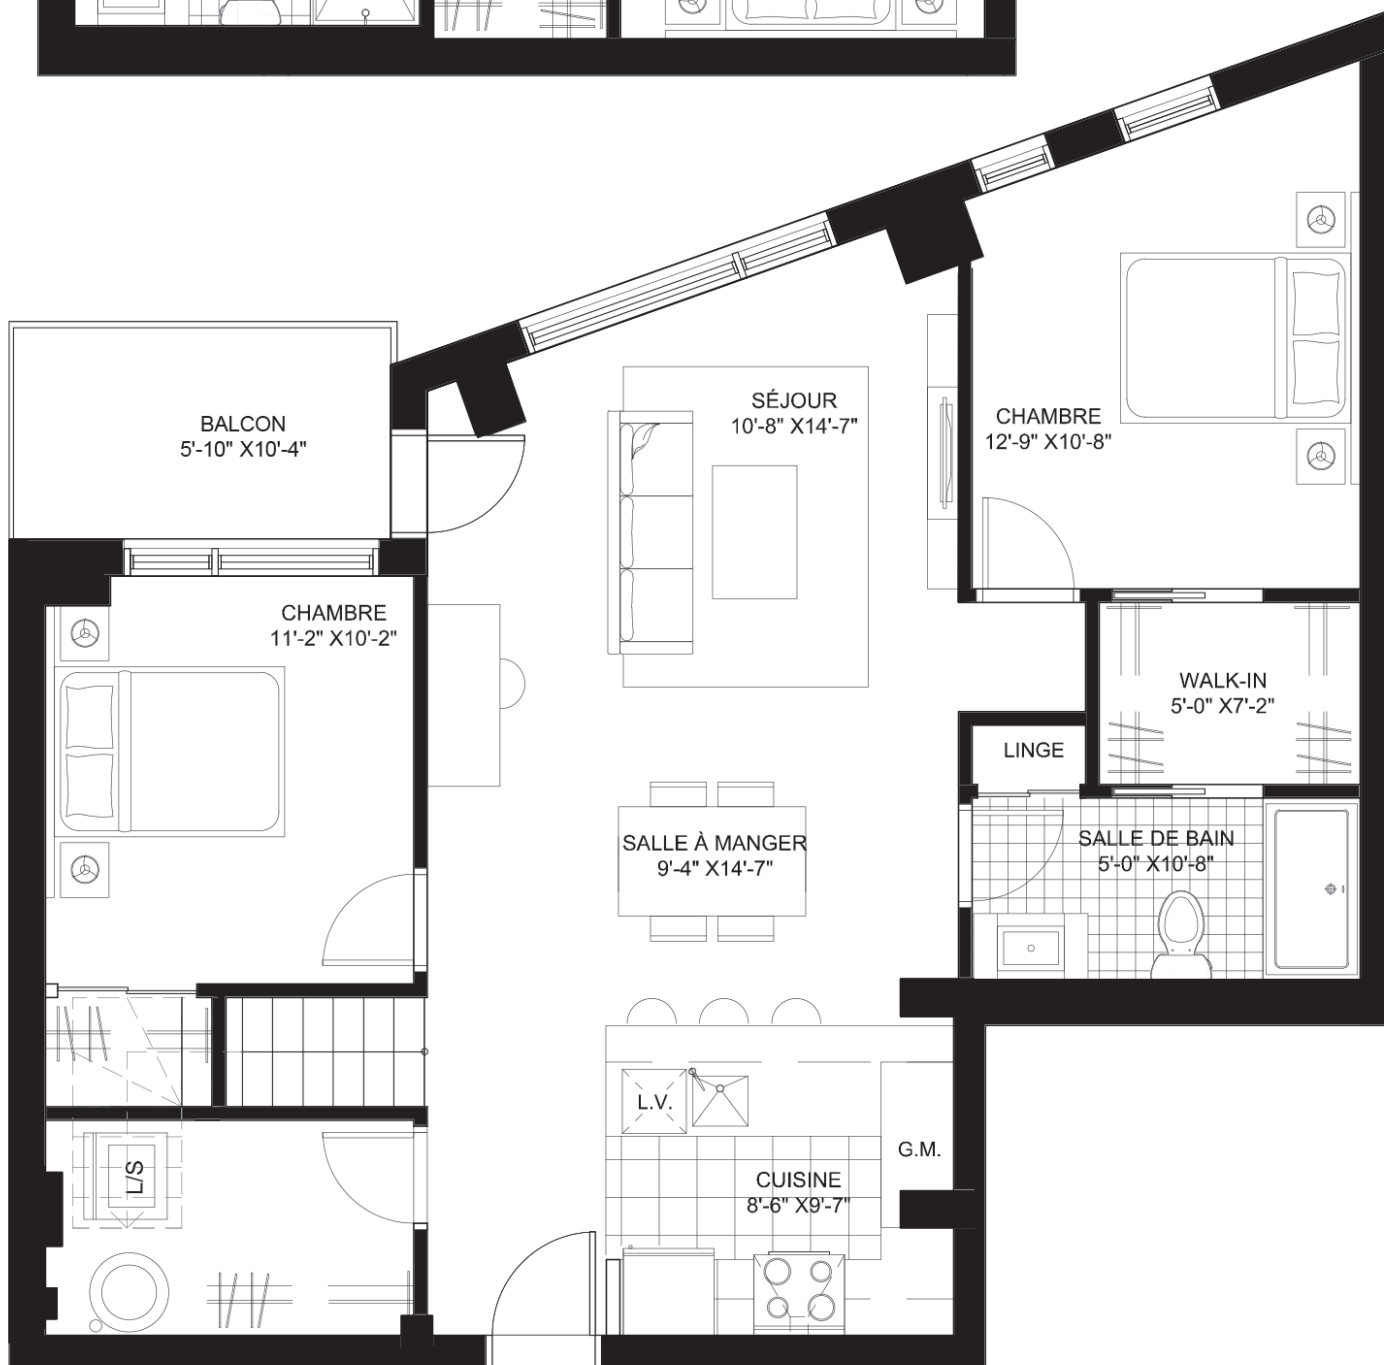 SÉJOUR
10'-8" X14'-7"
BALCON
5'-10" X10'-4"
CHAMBRE
12'-9" X10'-8"
CHAMBRE
11'-2" X10'-2"
WALK-IN
5'-0" X7'-2"
LINGE
SALLE À MANGER
9'-4" X14'-7"
SALLE DE BAIN
5'-0" X10'-8"
L.V.
G.M.
L/S
CUISINE
8'-6" X9'-7"